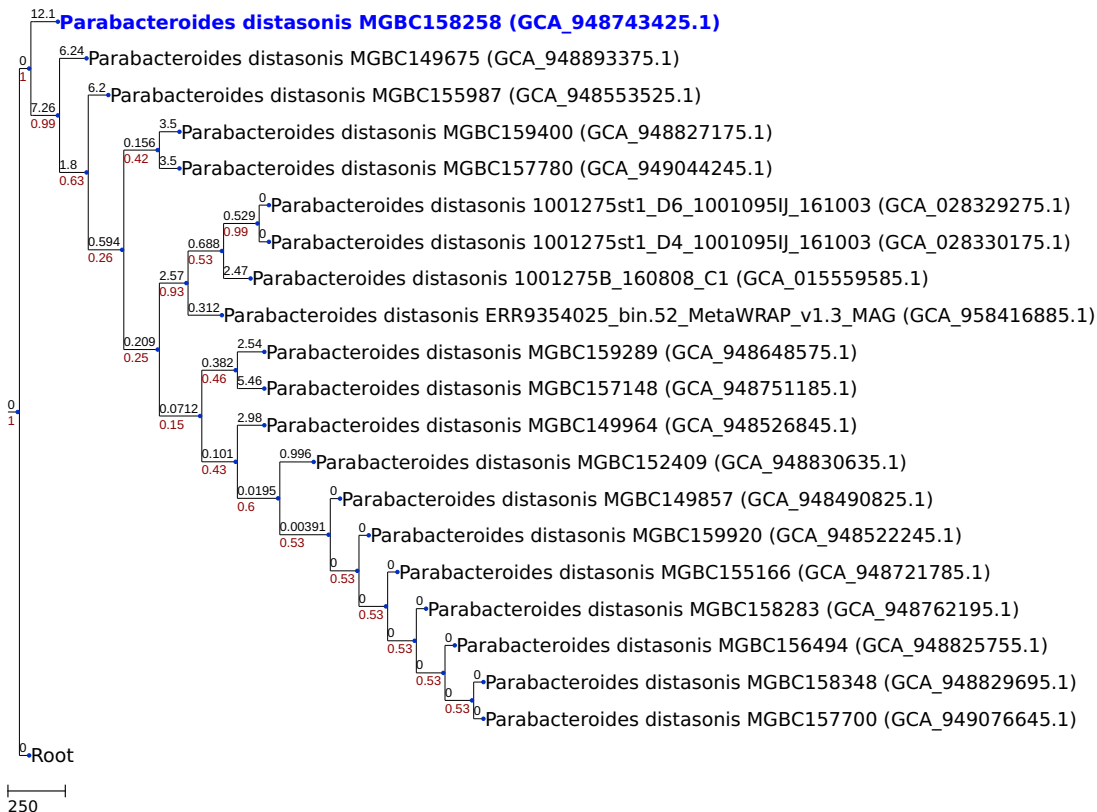 12.1 Parabacteroides distasonis MGBC158258 (GCA_948743425.1)
6.24 Parabacteroides distasonis MGBC149675 (GCA_948893375.1)
0
1
6.2 Parabacteroides distasonis MGBC155987 (GCA_948553525.1)
7.26
0.99
3.5 Parabacteroides distasonis MGBC159400 (GCA_948827175.1)
0.156
0.42
3.5 Parabacteroides distasonis MGBC157780 (GCA_949044245.1)
1.8
0.63
0 Parabacteroides distasonis 1001275st1_D6_1001095IJ_161003 (GCA_028329275.1)
0.529
0.99
0 Parabacteroides distasonis 1001275st1_D4_1001095IJ_161003 (GCA_028330175.1)
0.594
0.26
0.688
0.53
2.47 Parabacteroides distasonis 1001275B_160808_C1 (GCA_015559585.1)
2.57
0.93
0.312 Parabacteroides distasonis ERR9354025_bin.52_MetaWRAP_v1.3_MAG (GCA_958416885.1)
0.209
0.25
2.54 Parabacteroides distasonis MGBC159289 (GCA_948648575.1)
0.382
0.46
5.46 Parabacteroides distasonis MGBC157148 (GCA_948751185.1)
0
1
0.0712
0.15
2.98 Parabacteroides distasonis MGBC149964 (GCA_948526845.1)
0.101
0.43
0.996 Parabacteroides distasonis MGBC152409 (GCA_948830635.1)
0.0195
0.6
0 Parabacteroides distasonis MGBC149857 (GCA_948490825.1)
0.00391
0.53
0 Parabacteroides distasonis MGBC159920 (GCA_948522245.1)
0
0.53
0 Parabacteroides distasonis MGBC155166 (GCA_948721785.1)
0
0.53
0 Parabacteroides distasonis MGBC158283 (GCA_948762195.1)
0
0.53
0 Parabacteroides distasonis MGBC156494 (GCA_948825755.1)
0
0.53
0 Parabacteroides distasonis MGBC158348 (GCA_948829695.1)
0
0.53
0 Parabacteroides distasonis MGBC157700 (GCA_949076645.1)
0 Root
250